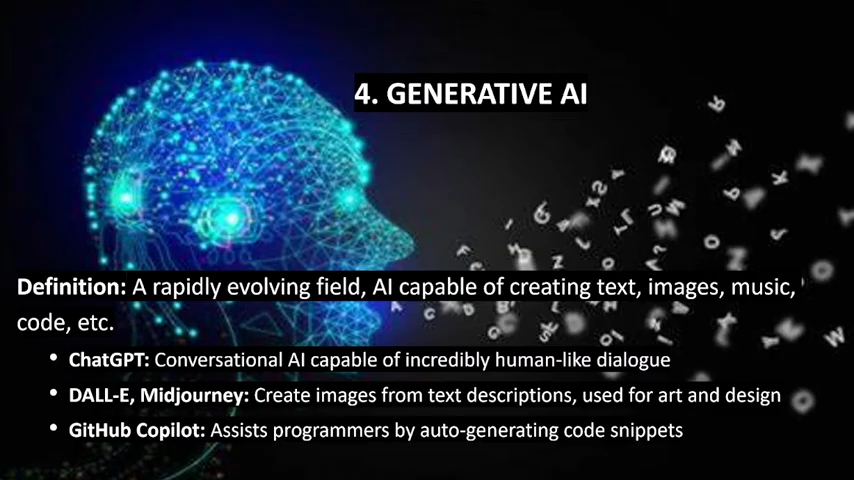 4. GENERATIVE AI
Definition: A rapidly evolving field, AI capable of creating text, images, music,
code, etc.
• ChatGPT: Conversational AI capable of incredibly human-like dialogue
• DALL-E, Midjourney: Create images from text descriptions, used for art and design
• GitHub Copilot: Assists programmers by auto-generating code snippets